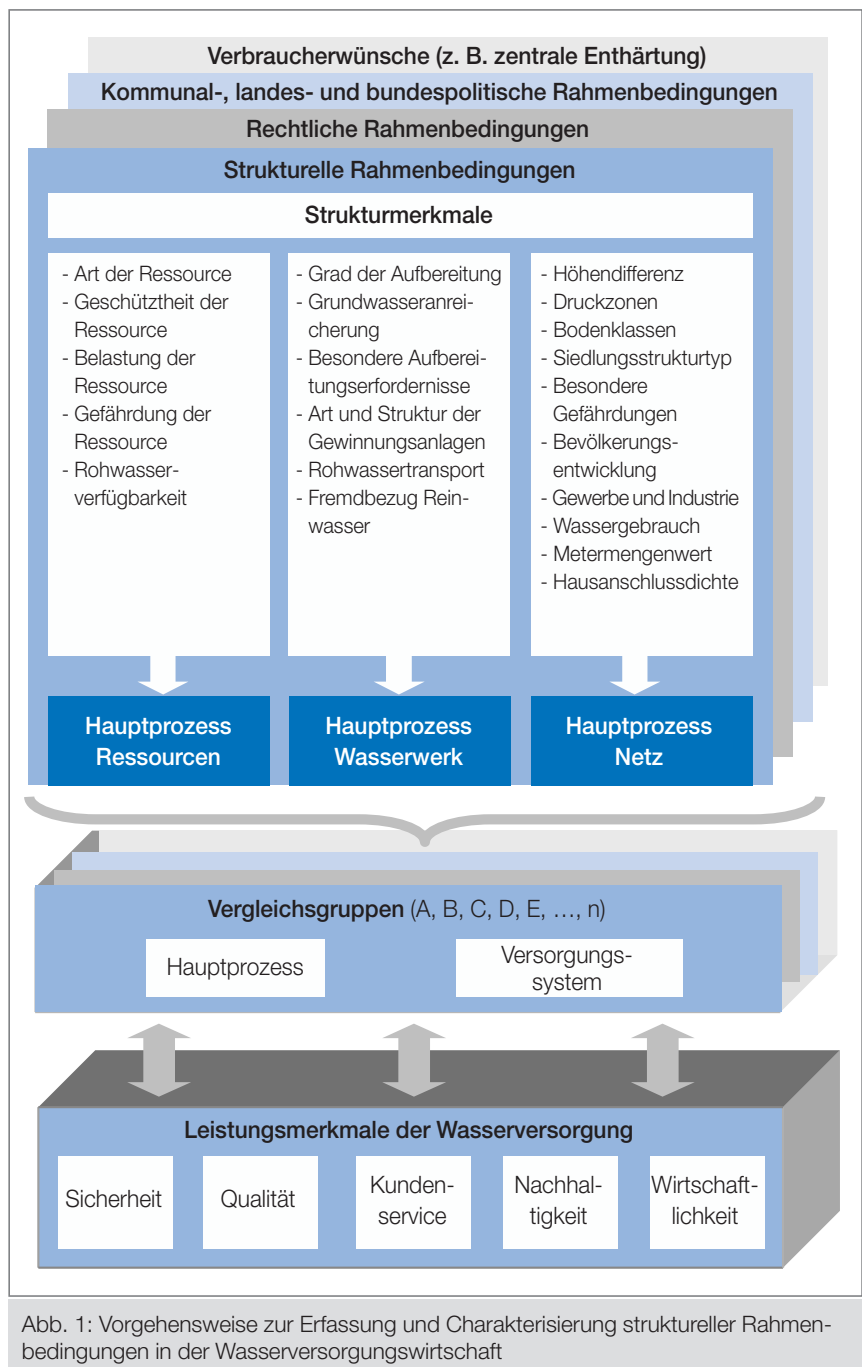 Verbraucherwünsche (z. B. zentrale Enthärtung)
Kommunal-, landes- und bundespolitische Rahmenbedingungen
Rechtliche Rahmenbedingungen
Strukturelle Rahmenbedingungen
Strukturmerkmale
- Art der Ressource
- Geschütztheit der
Ressource
- Belastung der
Ressource
- Gefährdung der
Ressource
- Rohwasser-
verfügbarkeit
- Grad der Aufbereitung
- Grundwasseranrei-
cherung
- Besondere Aufberei-
tungserfordernisse
- Art und Struktur der
Gewinnungsanlagen
- Rohwassertransport
- Fremdbezug Rein-
wasser
- Höhendifferenz
- Druckzonen
- Bodenklassen
- Siedlungsstrukturtyp
- Besondere
Gefährdungen
- Bevölkerungs-
entwicklung
- Gewerbe und Industrie
- Wassergebrauch
- Metermengenwert
- Hausanschlussdichte
Hauptprozess
Ressourcen
Hauptprozess
Wasserwerk
Hauptprozess
Netz
Vergleichsgruppen (A, B, C, D, E, ..., n)
Hauptprozess
Versorgungs-
system
Leistungsmerkmale der Wasserversorgung
Sicherheit
Qualität
Kunden-
service
Nachhal-
tigkeit
Wirtschaft-
lichkeit
Abb. 1: Vorgehensweise zur Erfassung und Charakterisierung struktureller Rahmen-
bedingungen in der Wasserversorgungswirtschaft